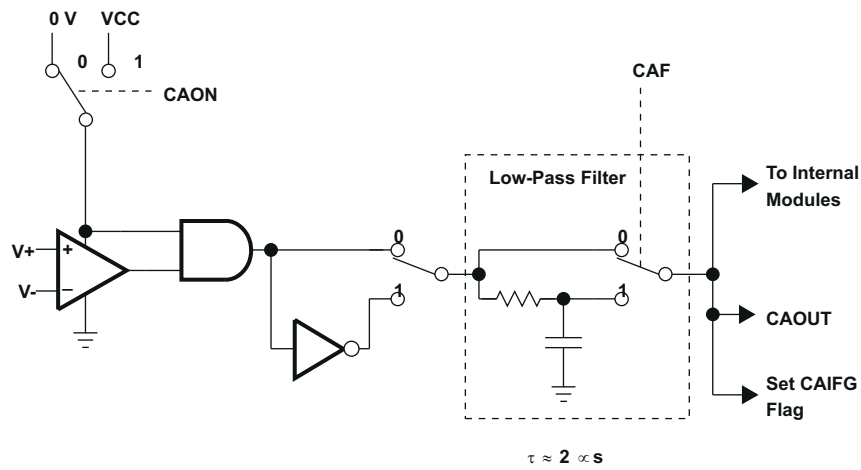 0 V VCC
0 1
CAON
CAF
Low-Pass Filter
To Internal
Modules
V+
+
V-
−
0
1
0
1
CAOUT
Set CAIFG
Flag
τ ≈ 2 ∝s